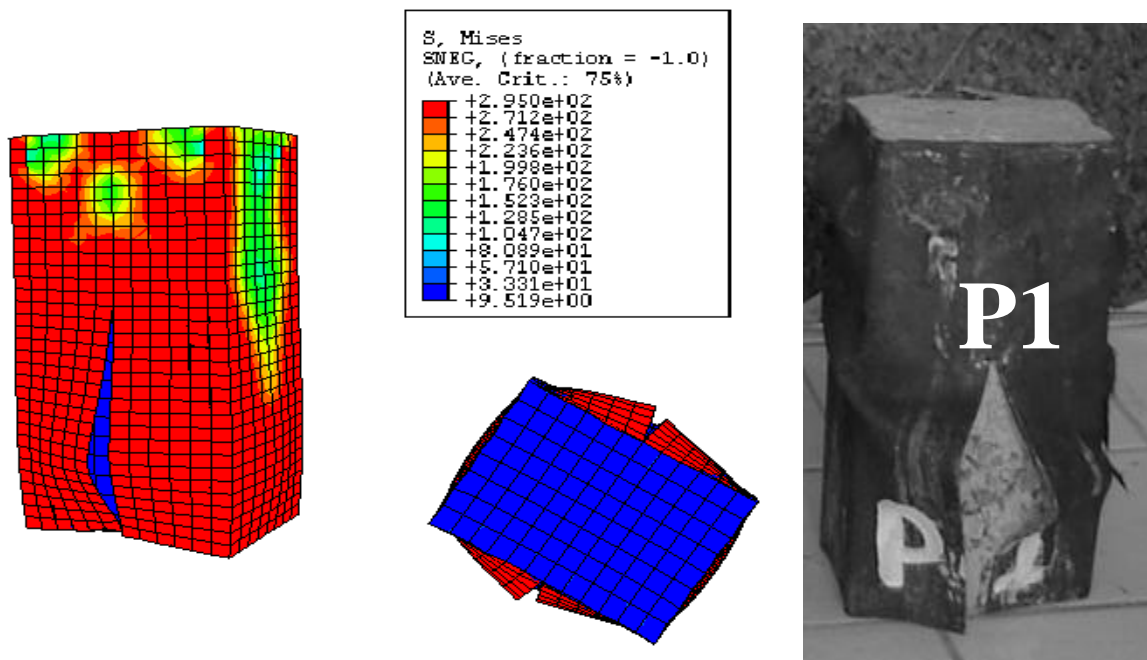 S, Mises
SNEG, (fraction = -1.0)
(Ave. Crit.: 75%)
+2.950e+02
+2.712e+02
+2.474e+02
+2.236e+02
+1.998e+02
+1.760e+02
+1.523e+02
+1.285e+02
+1.047e+02
+8.089e+01
+5.710e+01
+3.331e+01
+9.519e+00
P1
P 1